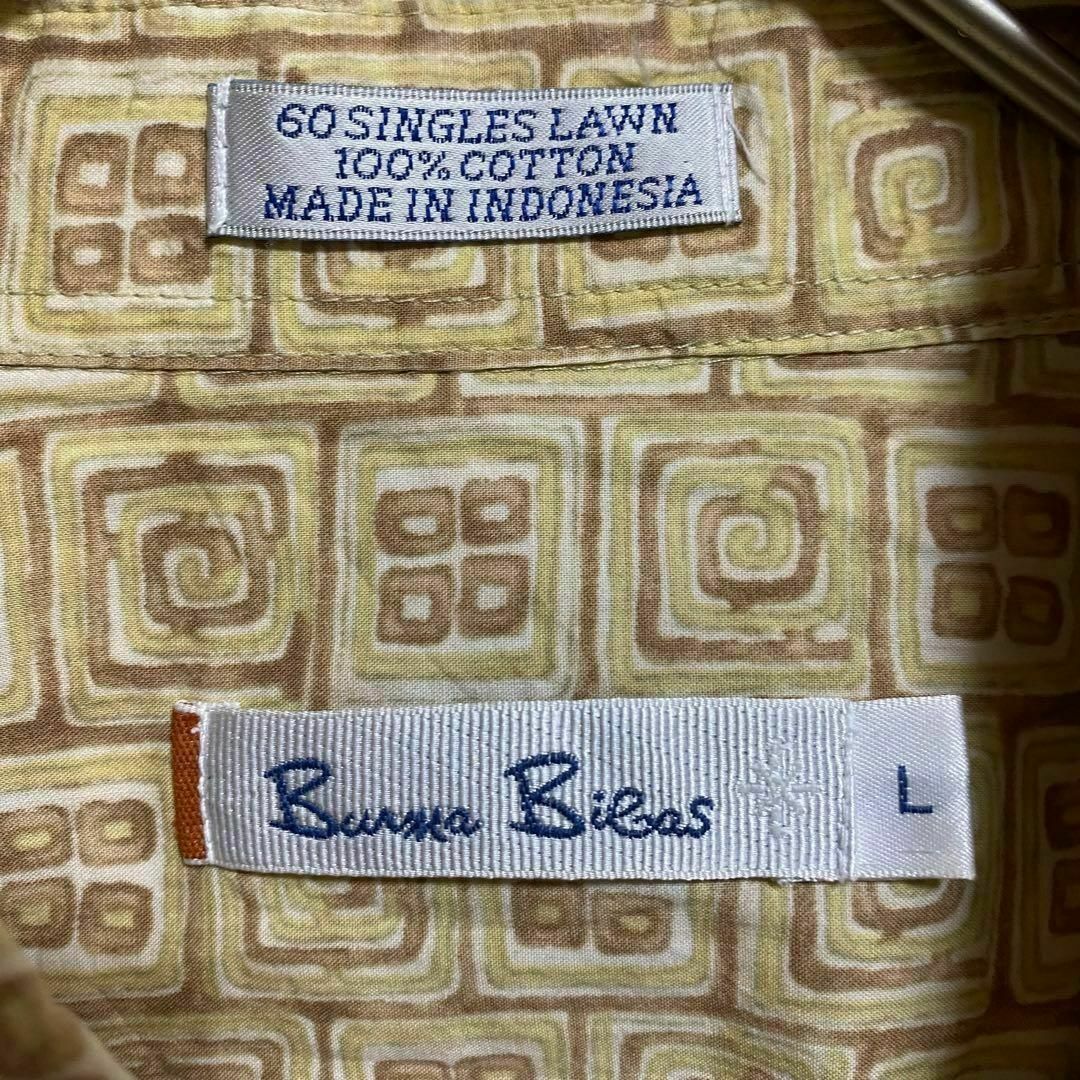 60 SINGLES LAWN
100% COTTON
MADE IN INDONESIA
Burma Bibas
L